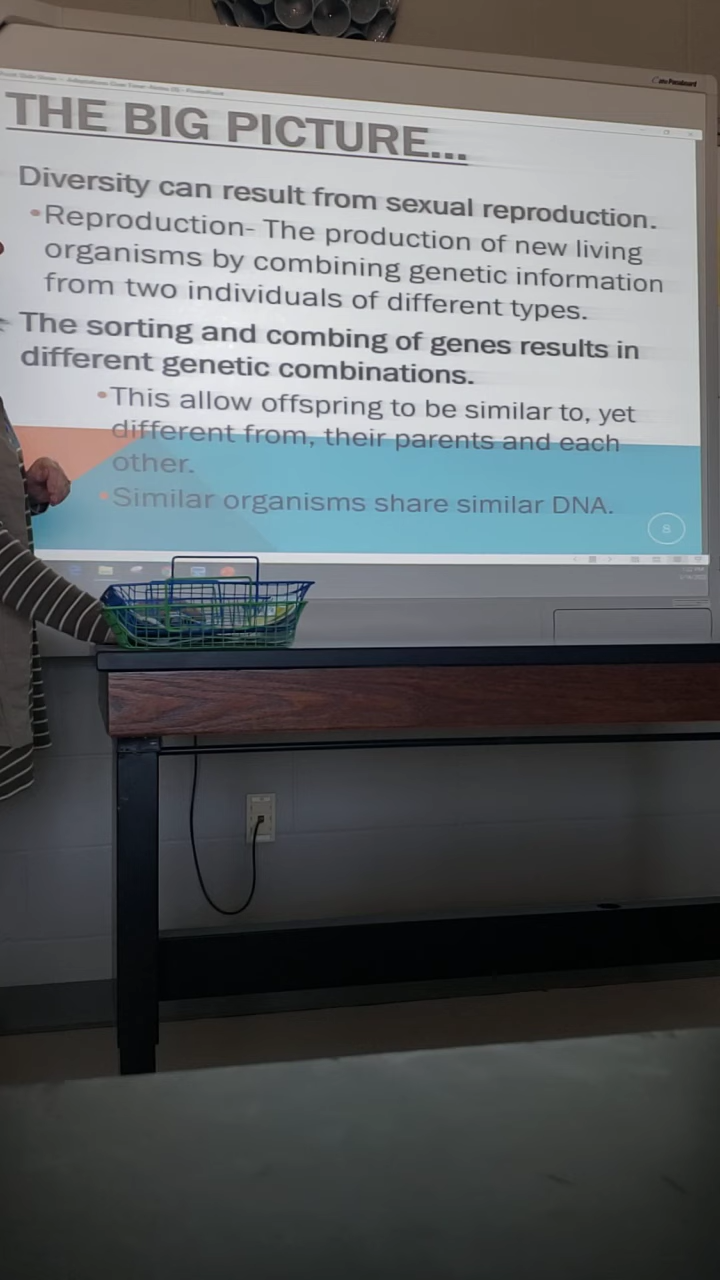 THE BIG PICTURE...
Diversity can result from sexual reproduction.
•Reproduction- The production of new living
organisms by combining genetic information
from two individuals of different types.
The sorting and combing of genes results in
different genetic combinations.
•This allow offspring to be similar to, yet
different from, their parents and each
other.
•Similar organisms share similar DNA.
8